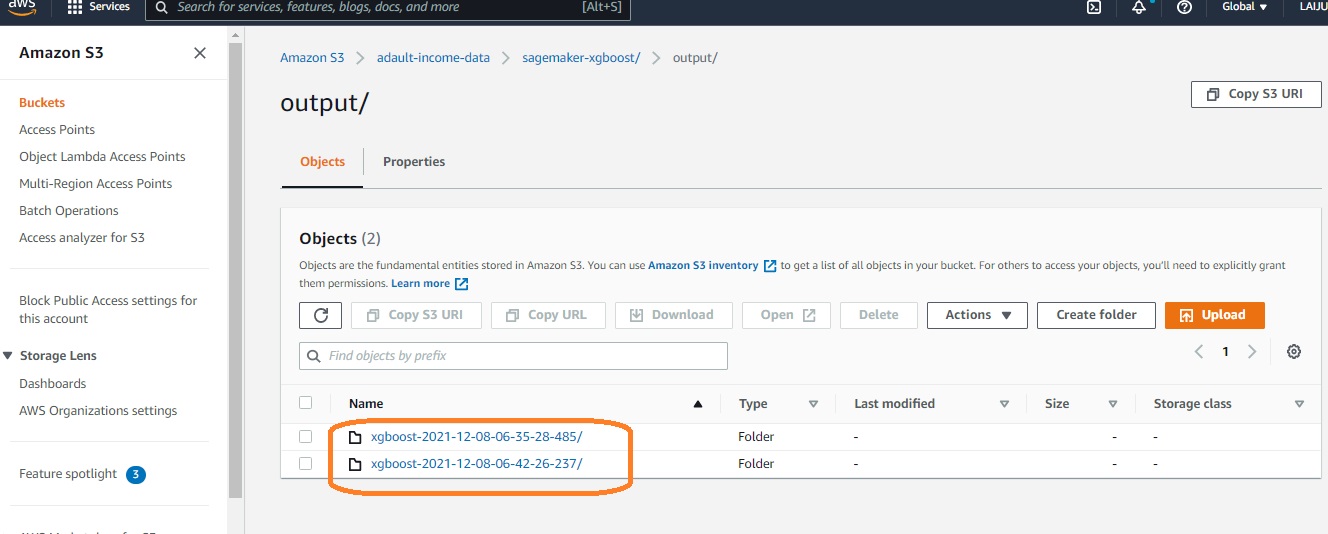 aws Services Search for services, features, blogs, docs, and more [Alt+S] Global ▼ LAIJU
Amazon S3 ×
Buckets
Access Points
Object Lambda Access Points
Multi-Region Access Points
Batch Operations
Access analyzer for S3
Block Public Access settings for
this account
Storage Lens
Dashboards
AWS Organizations settings
Feature spotlight 3
Amazon S3 > adault-income-data > sagemaker-xgboost/ > output/
output/
Copy S3 URI
Objects Properties
Objects (2)
Objects are the fundamental entities stored in Amazon S3. You can use Amazon S3 inventory to get a list of all objects in your bucket. For others to access your objects, you'll need to explicitly grant
them permissions. Learn more
Copy S3 URI Copy URL Download Open Delete Actions ▼ Create folder Upload
Find objects by prefix
< 1 >
Name ▲ Type Last modified Size Storage class
xgboost-2021-12-08-06-35-28-485/ Folder - - -
xgboost-2021-12-08-06-42-26-237/ Folder - - -